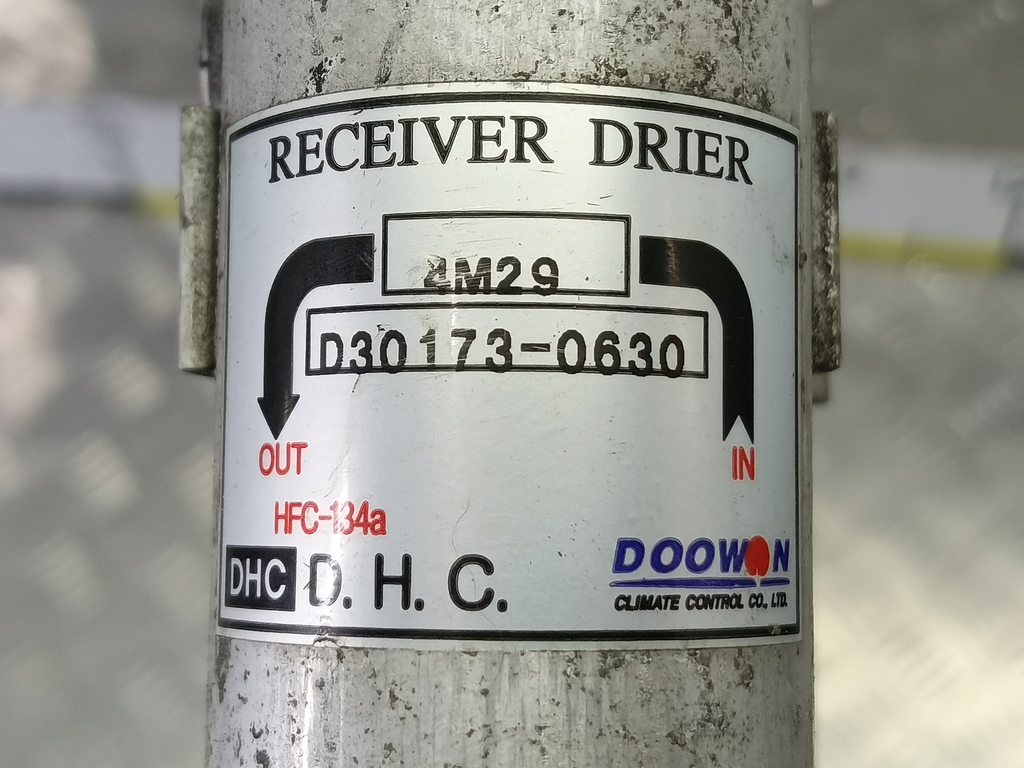 RECEIVER DRIER
4M29
D30173-0630
OUT
IN
HFC-134a
DHC D. H. C.
DOOWON
CLIMATE CONTROL CO., LTD.